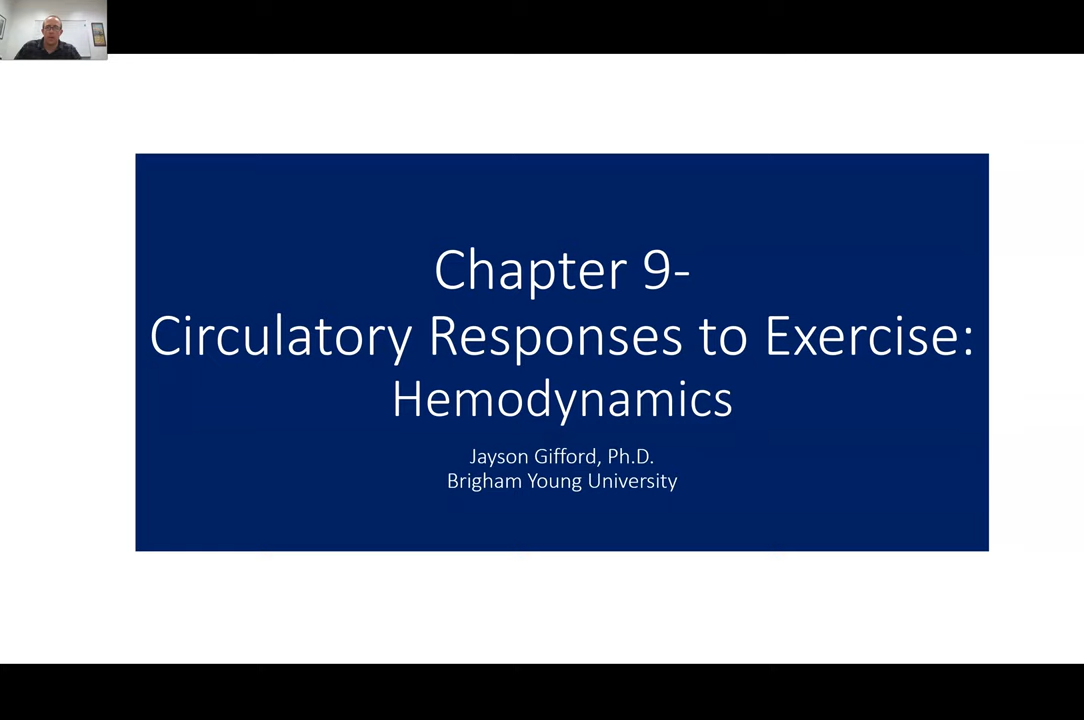 Chapter 9-
Circulatory Responses to Exercise:
Hemodynamics
Jayson Gifford, Ph.D.
Brigham Young University